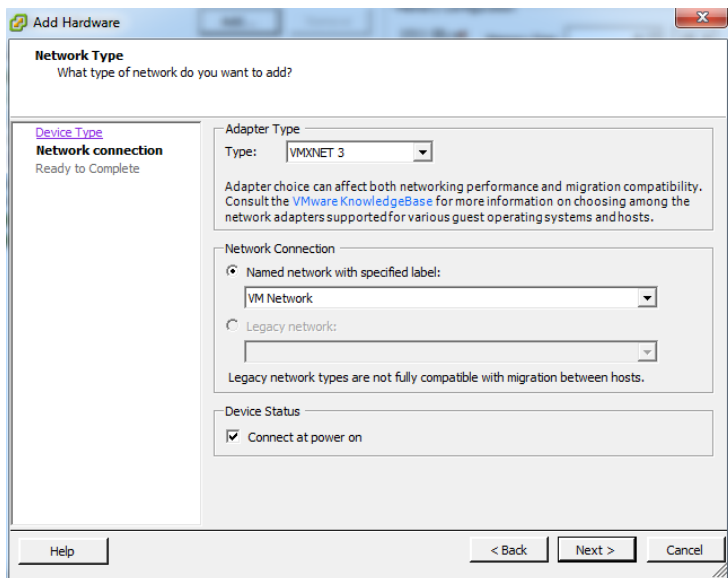 Add Hardware
Network Type
What type of network do you want to add?
Device Type
Network connection
Ready to Complete
Adapter Type
Type: VMXNET 3
Adapter choice can affect both networking performance and migration compatibility.
Consult the VMware KnowledgeBase for more information on choosing among the
network adapters supported for various guest operating systems and hosts.
Network Connection
Named network with specified label:
VM Network
Legacy network:
Legacy network types are not fully compatible with migration between hosts.
Device Status
Connect at power on
Help
< Back Next > Cancel